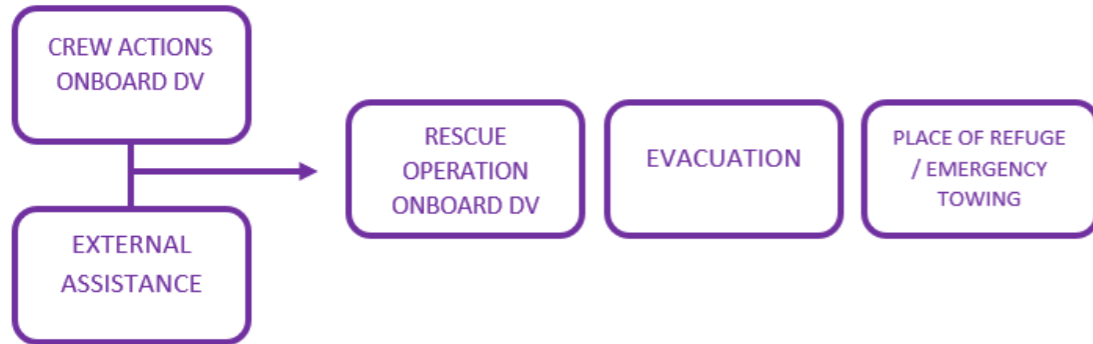 CREW ACTIONS
ONBOARD DV
EXTERNAL
ASSISTANCE
RESCUE
OPERATION
ONBOARD DV
EVACUATION
PLACE OF REFUGE
/ EMERGENCY
TOWING